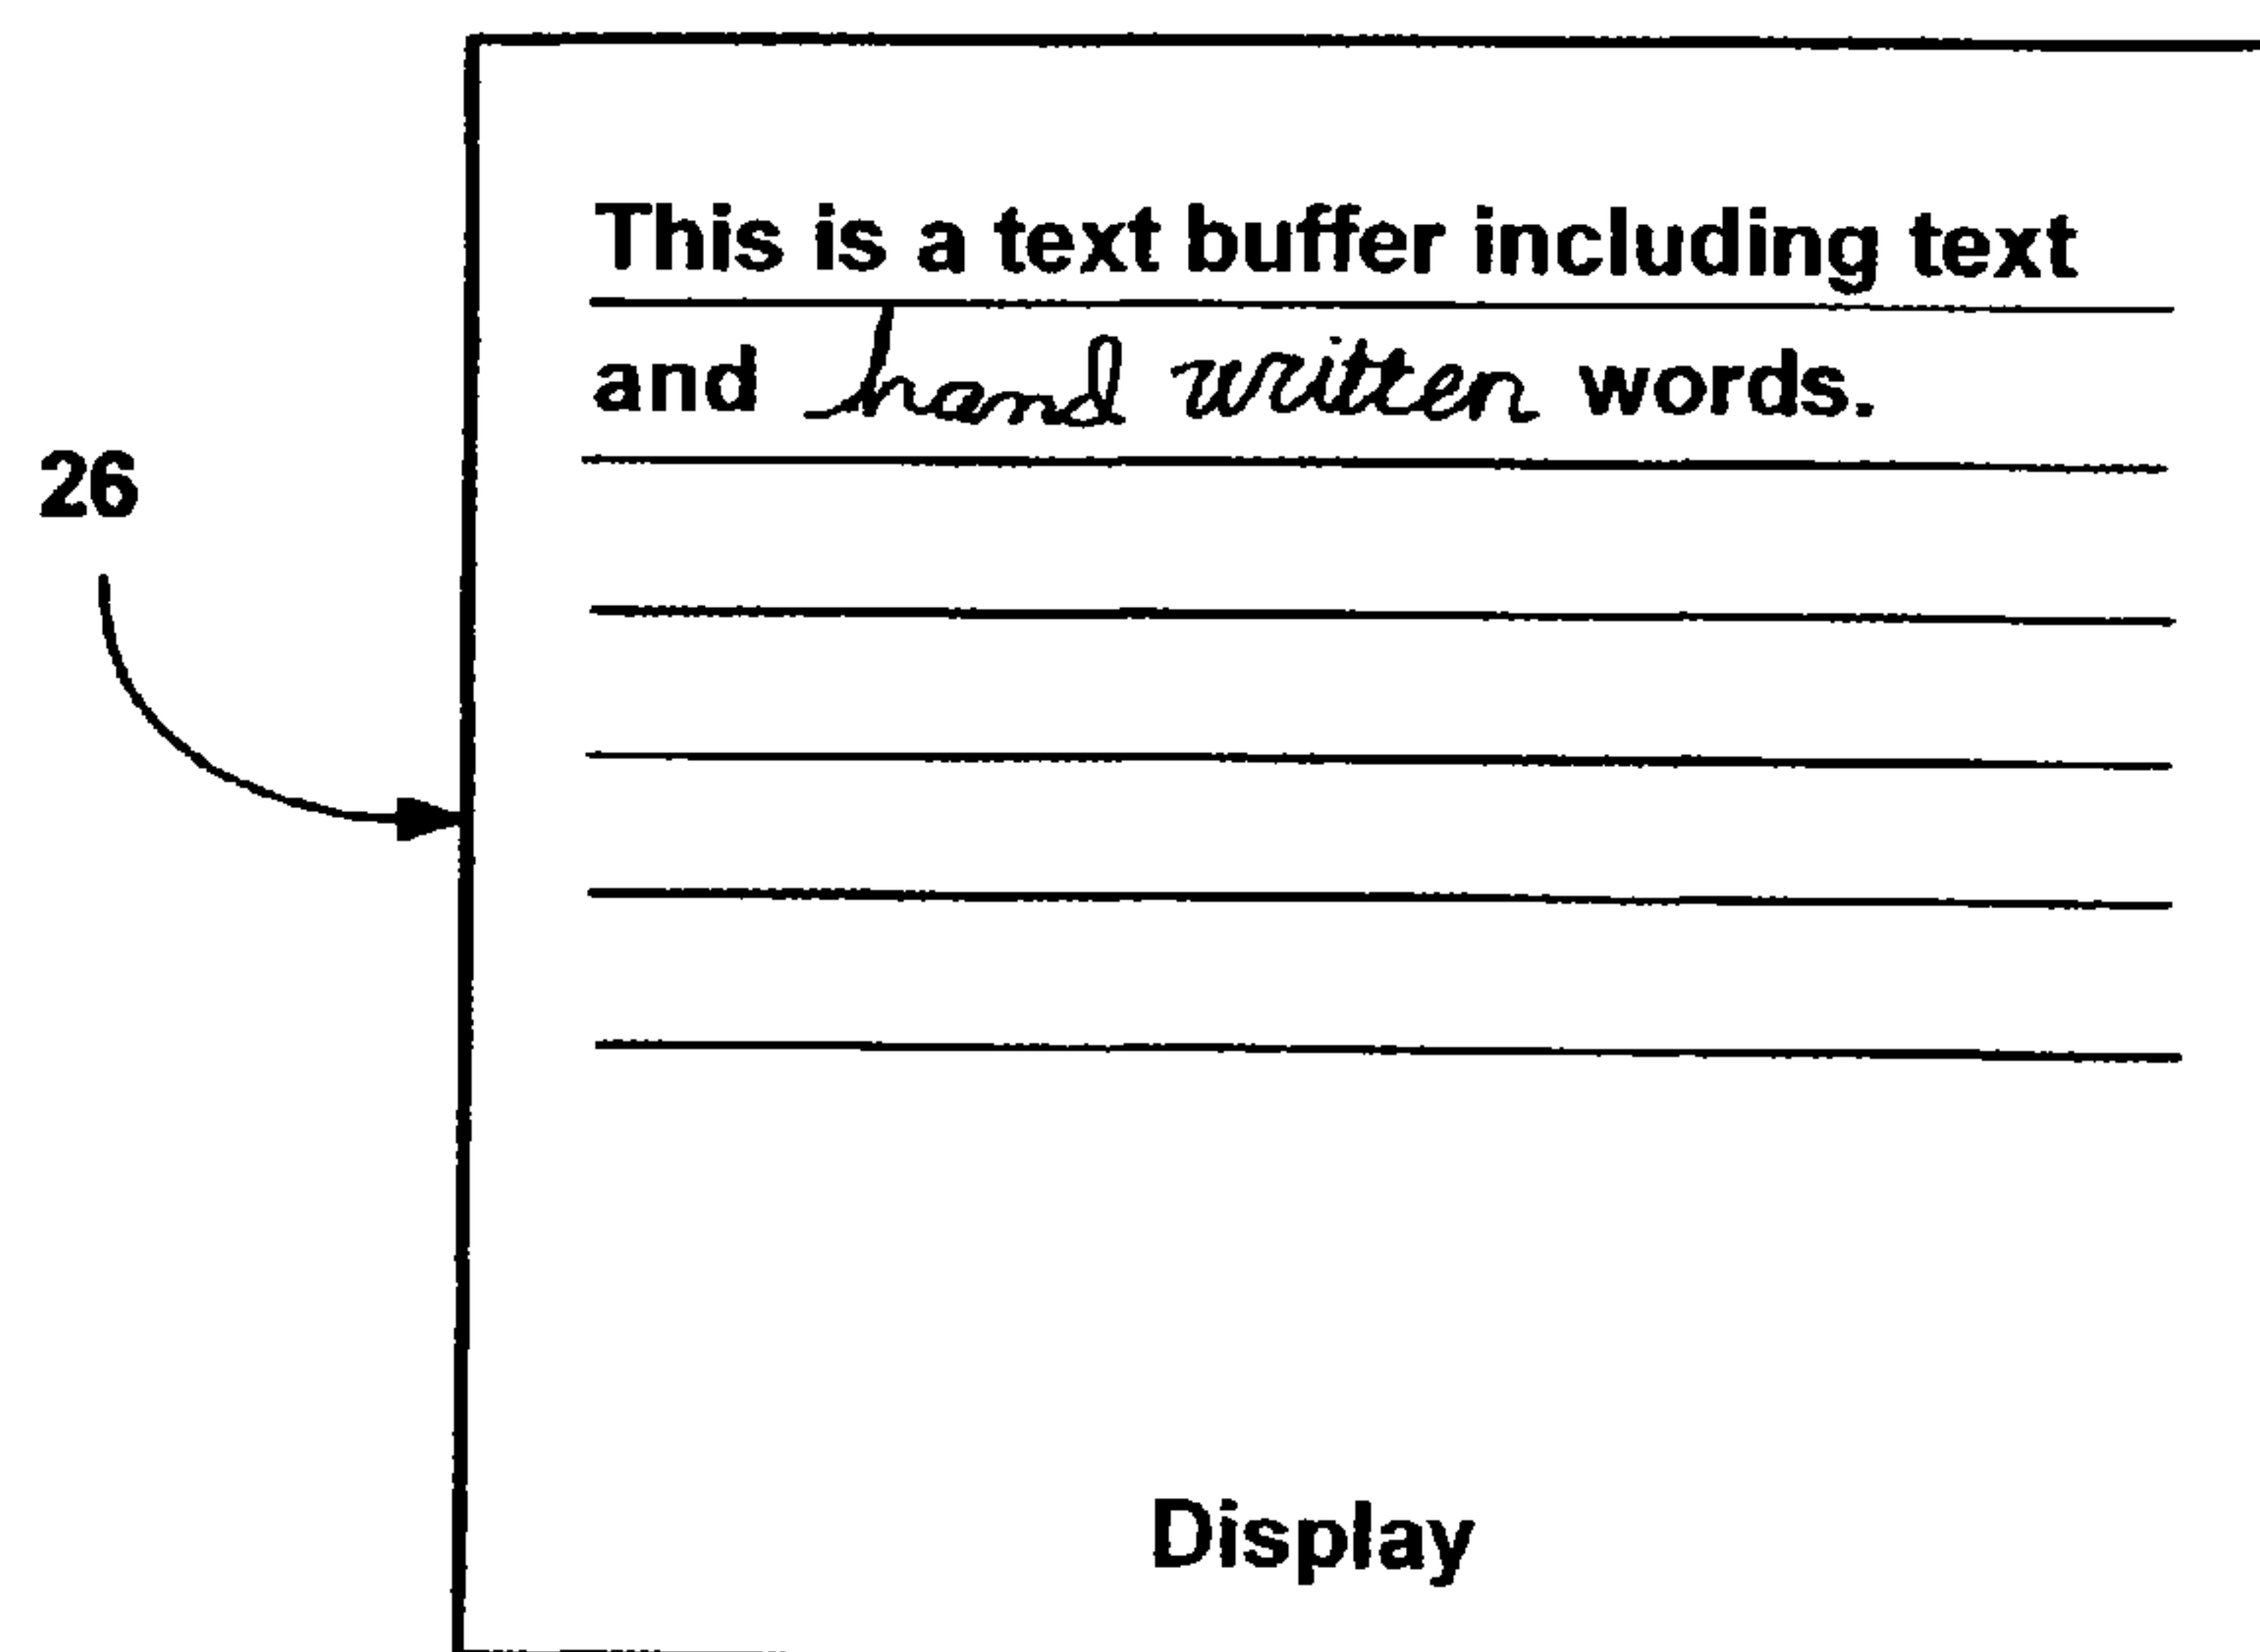 This is a text buffer including text
and hand written words.
26
Display